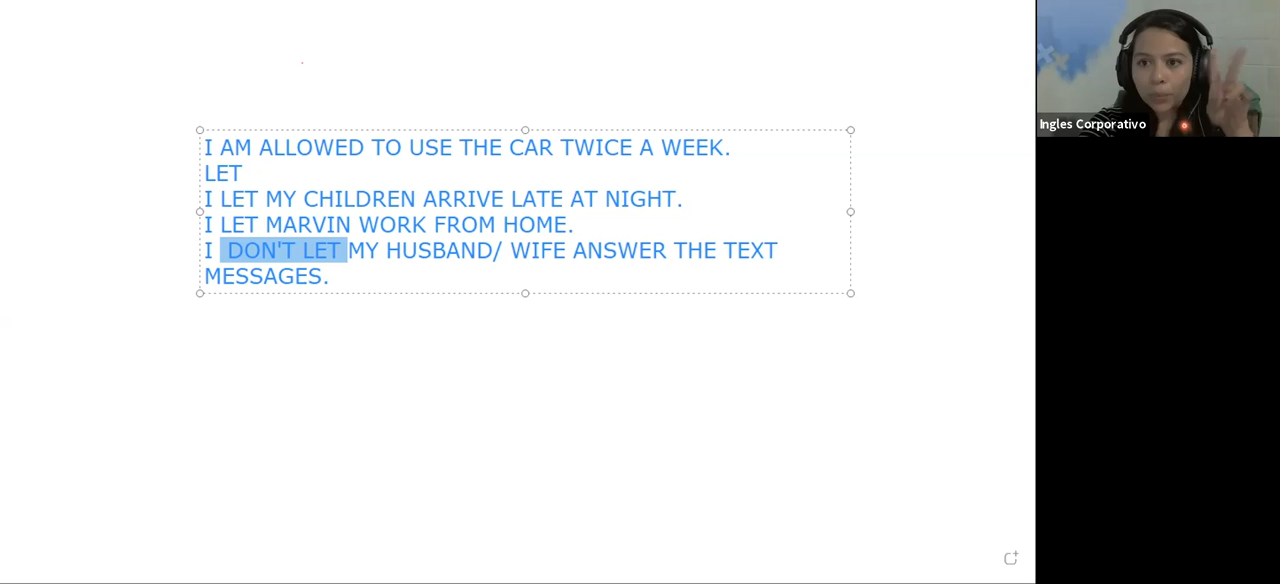 I AM ALLOWED TO USE THE CAR TWICE A WEEK.
LET
I LET MY CHILDREN ARRIVE LATE AT NIGHT.
I LET MARVIN WORK FROM HOME.
I DON'T LET MY HUSBAND/ WIFE ANSWER THE TEXT
MESSAGES.
Ingles Corporativo